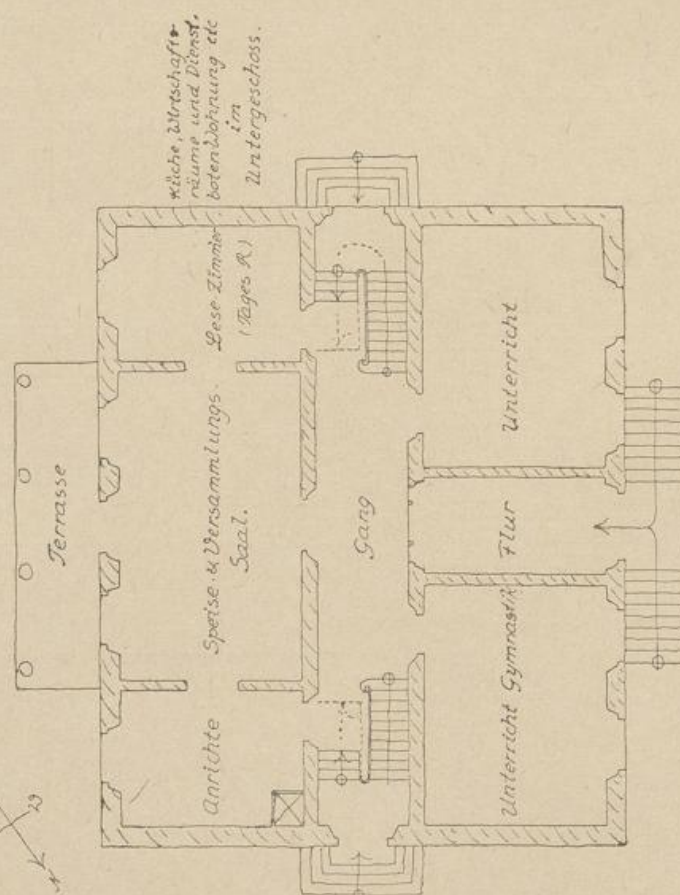 Küche, Wirtschafts-
räume und Dienst-
botenWohnung etc
im
Untergeschoss.
Terrasse
Lese-Zimmer
(Tages R)
Speise- & Versammlungs-
Saal.
Anrichte
Gang
Unterricht
Flur
Unterricht Gymnastik
N